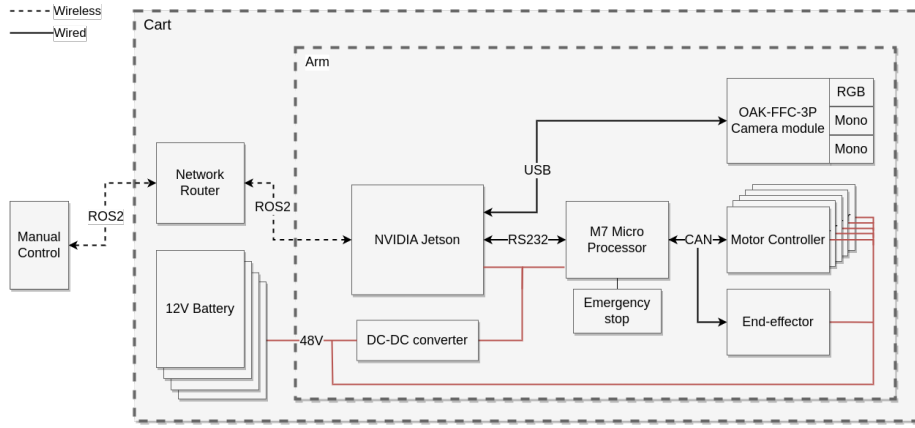 Wireless
Wired
Cart
Arm
OAK-FFC-3P
Camera module
RGB
Mono
Mono
USB
Network
Router
ROS2
ROS2
Manual
Control
NVIDIA Jetson
RS232
M7 Micro
Processor
CAN
Motor Controller
Emergency
stop
End-effector
12V Battery
48V
DC-DC converter